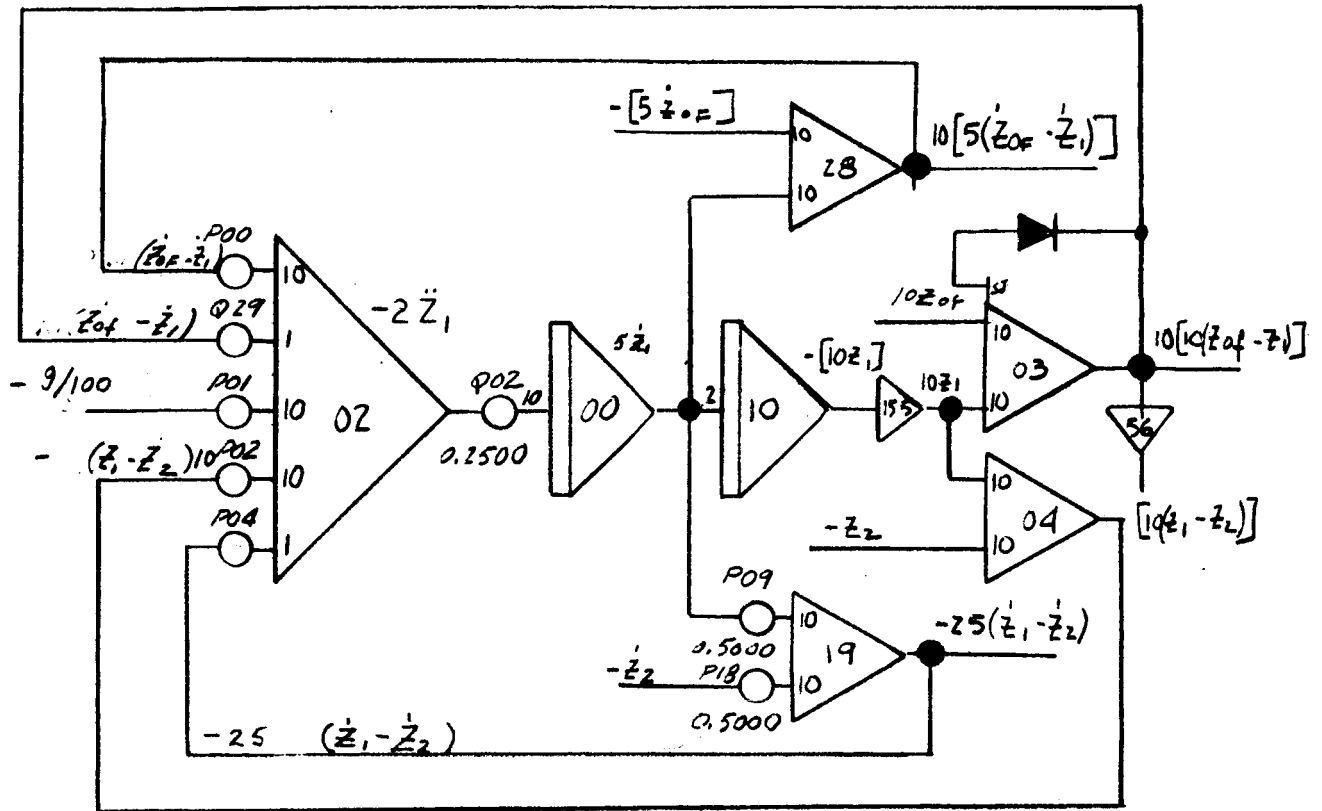 -[5ż₀F]
10
28
10
10[5(Ż₀F - Ż₁)]
P00
(Ż₀F - ż₁)
10
Q29
Ż₀f - Ż₁)
1
- 9/100
P01
10
02
-2 Z̈₁
- (Z₁ - Z₂)10
P02
10
P04
1
Q02
10
0.2500
00
5ż₁
2
10
-[10Z₁]
155
10Z₁
10Z₀f
SJ
10
03
10
10[10(Z₀f - Z₁)]
56
10
04
-Z₂
10
[10(Z₁ - Z₂)]
P09
10
0.5000
19
-25(Ż₁ - Ż₂)
-Ż₂
P18
10
0.5000
-25 (Ż₁ - Ż₂)